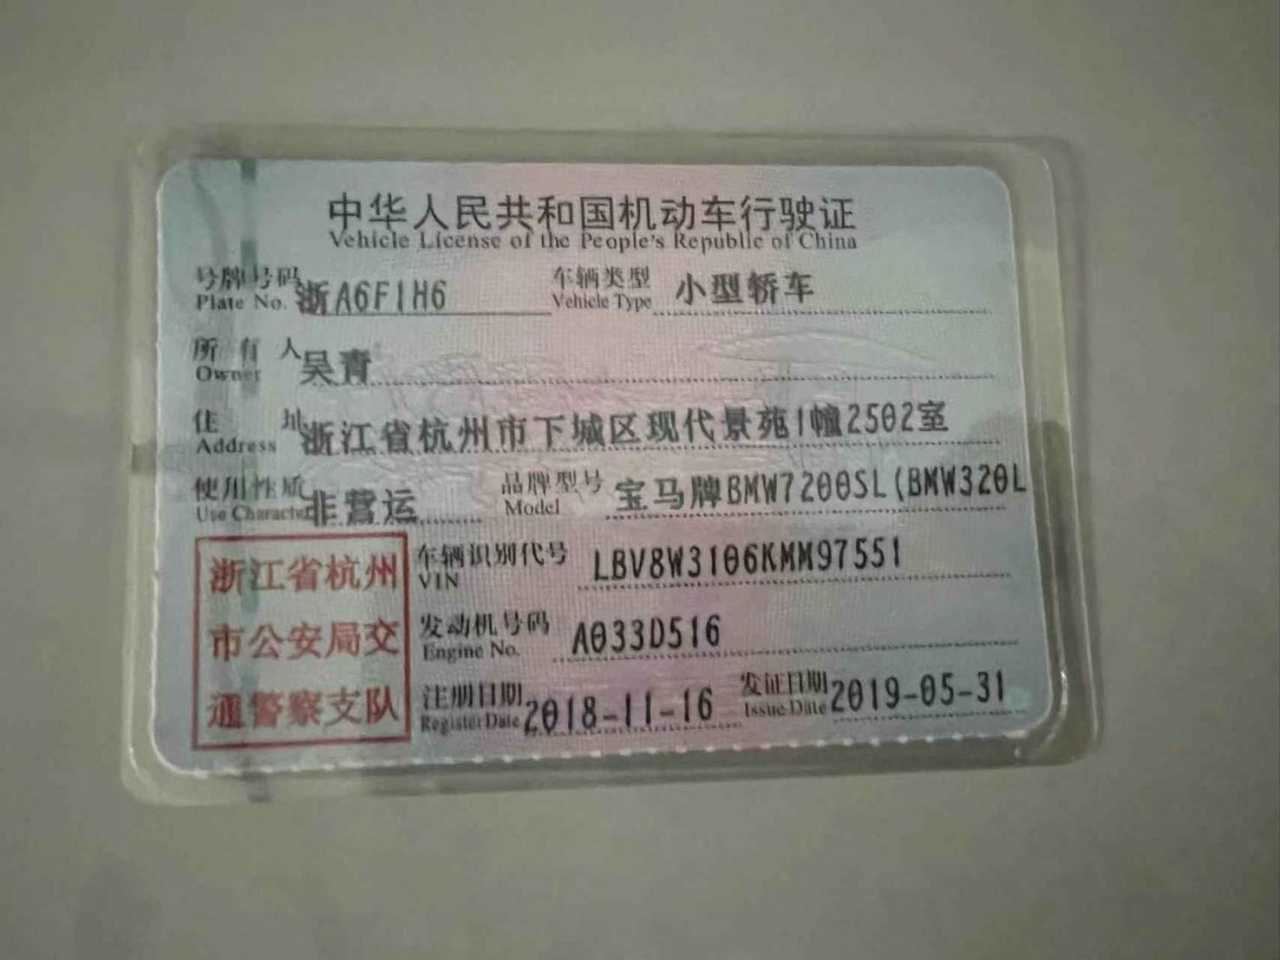 中华人民共和国机动车行驶证
Vehicle License of the People's Republic of China
号牌号码 浙A6F1H6 车辆类型 小型轿车
Plate No. Vehicle Type
所有人 吴青
Owner
住址 浙江省杭州市下城区现代景苑1幢2502室
Address
使用性质 非营运 品牌型号 宝马牌BMW7200SL(BMW320L
Use Character Model
浙江省杭州
市公安局交
通警察支队
车辆识别代号 LBV8W3106KMM97551
VIN
发动机号码 A033D516
Engine No.
注册日期 2018-11-16 发证日期 2019-05-31
Register Date Issue Date